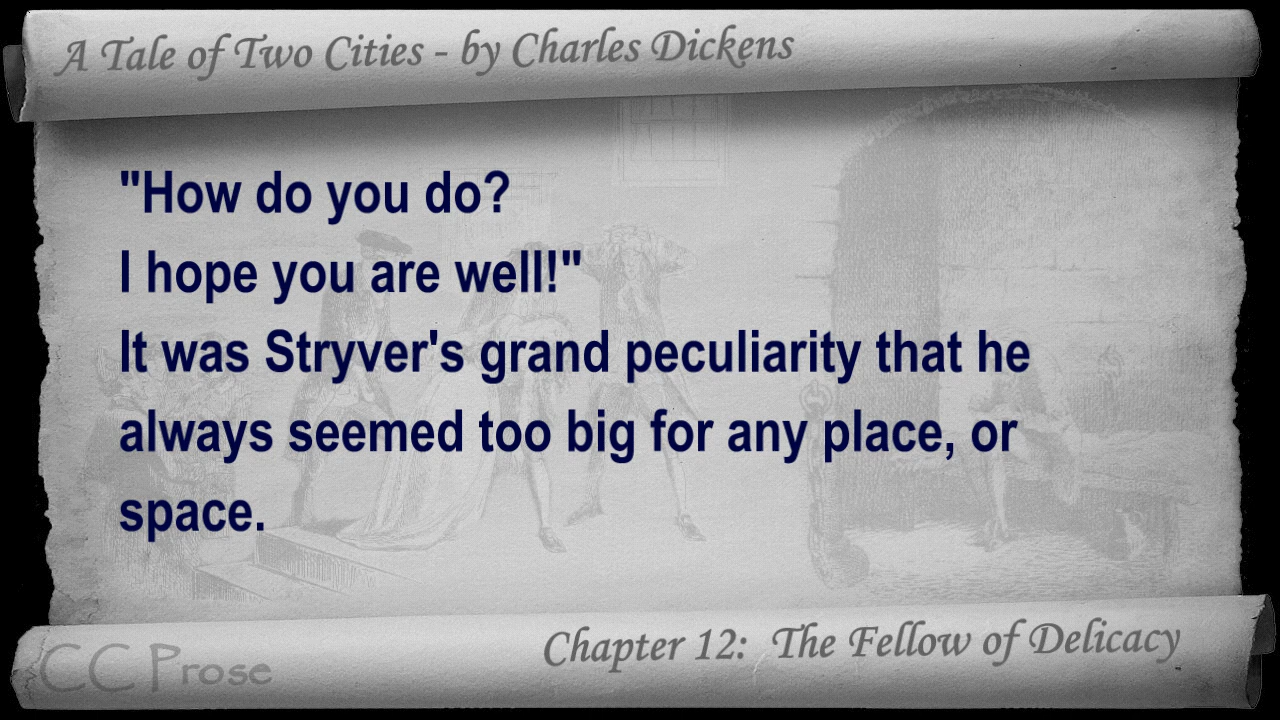 A Tale of Two Cities - by Charles Dickens
"How do you do?
I hope you are well!"
It was Stryver's grand peculiarity that he
always seemed too big for any place, or
space.
Chapter 12: The Fellow of Delicacy
CC Prose